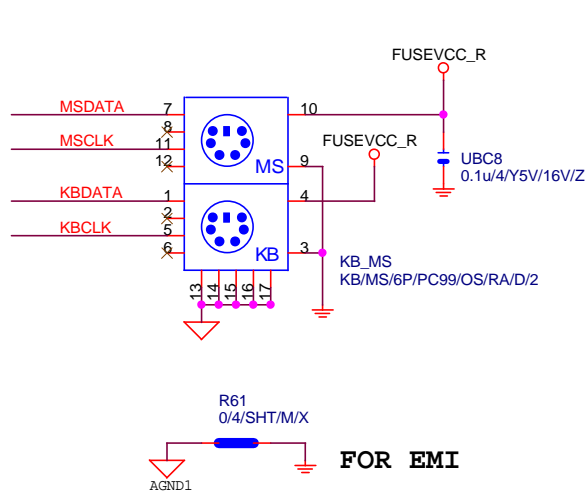 FUSEVCC_R
MSDATA
7
10
8
FUSEVCC_R
MSCLK
11
12
MS
9
UBC8
0.1u/4/Y5V/16V/Z
KBDATA
1
4
2
KBCLK
5
6
KB
3
KB_MS
KB/MS/6P/PC99/OS/RA/D/2
13
14
15
16
17
R61
0/4/SHT/M/X
FOR EMI
AGND1